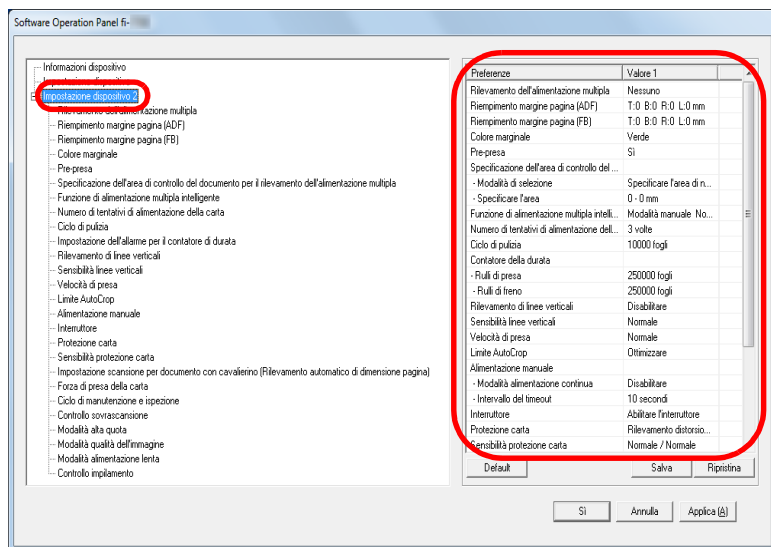 Software Operation Panel fi-
Informazioni dispositivo
Impostazione dispositivo 2
Rilevamento dell'alimentazione multipla
Riempimento margine pagina (ADF)
Riempimento margine pagina (FB)
Colore marginale
Pre-presa
Specificazione dell'area di controllo del documento per il rilevamento dell'alimentazione multipla
Funzione di alimentazione multipla intelligente
Numero di tentativi di alimentazione della carta
Ciclo di pulizia
Impostazione dell'allarme per il contatore di durata
Rilevamento di linee verticali
Sensibilità linee verticali
Velocità di presa
Limite AutoCrop
Alimentazione manuale
Interruttore
Protezione carta
Sensibilità protezione carta
Impostazione scansione per documento con cavalierino (Rilevamento automatico di dimensione pagina)
Forza di presa della carta
Ciclo di manutenzione e ispezione
Controllo sovrascansione
Modalità alta quota
Modalità qualità dell'immagine
Modalità alimentazione lenta
Controllo impilamento
Preferenze Valore 1
Rilevamento dell'alimentazione multipla Nessuno
Riempimento margine pagina (ADF) T:0 B:0 R:0 L:0 mm
Riempimento margine pagina (FB) T:0 B:0 R:0 L:0 mm
Colore marginale Verde
Pre-presa Sì
Specificazione dell'area di controllo del ...
- Modalità di selezione Specificare l'area di n...
- Specificare l'area 0 - 0 mm
Funzione di alimentazione multipla intelli... Modalità manuale No...
Numero di tentativi di alimentazione dell... 3 volte
Ciclo di pulizia 10000 fogli
Contatore della durata
- Rulli di presa 250000 fogli
- Rulli di freno 250000 fogli
Rilevamento di linee verticali Disabilitare
Sensibilità linee verticali Normale
Velocità di presa Normale
Limite AutoCrop Ottimizzare
Alimentazione manuale
- Modalità alimentazione continua Disabilitare
- Intervallo del timeout 10 secondi
Interruttore Abilitare l'interruttore
Protezione carta Rilevamento distorsio...
Sensibilità protezione carta Normale / Normale
Default Salva Ripristina
Sì Annulla Applica (A)